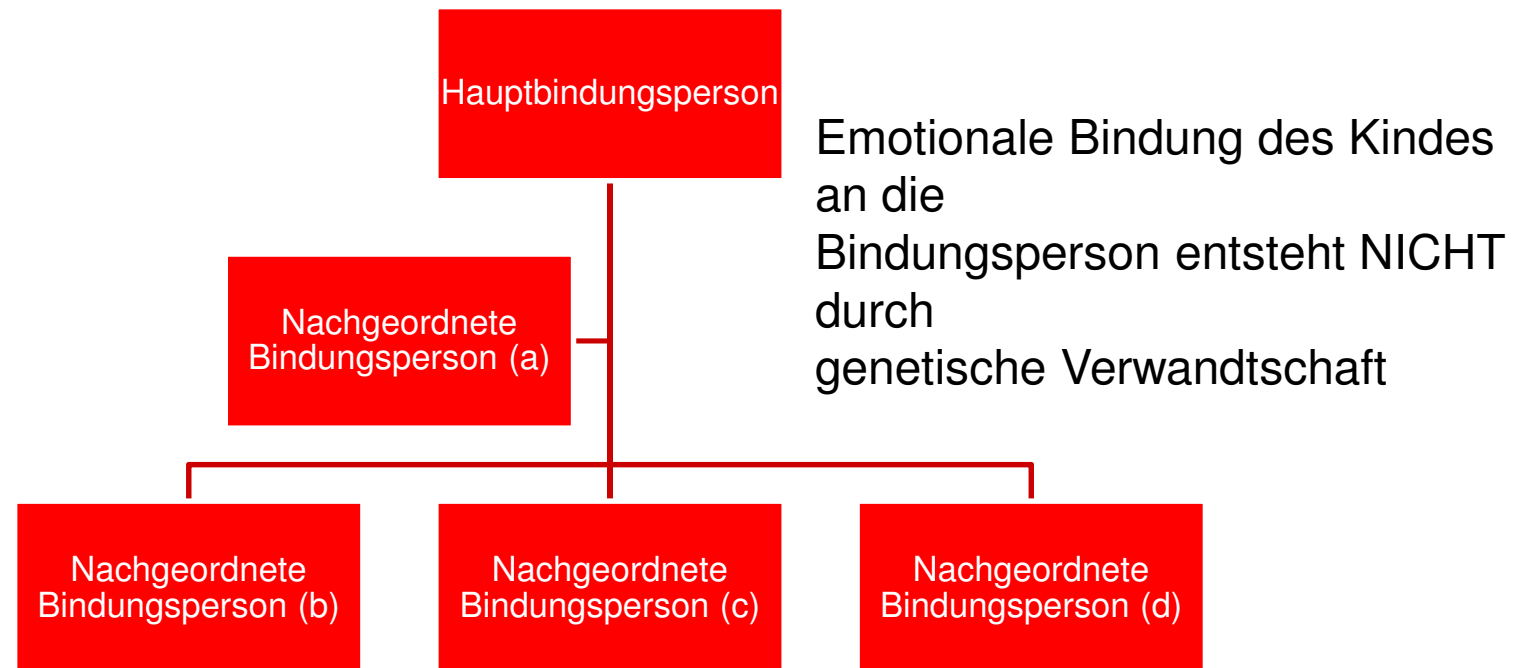 Hauptbindungsperson
Emotionale Bindung des Kindes
an die
Bindungsperson entsteht NICHT
durch
genetische Verwandtschaft
Nachgeordnete
Bindungsperson (a)
Nachgeordnete
Bindungsperson (b)
Nachgeordnete
Bindungsperson (c)
Nachgeordnete
Bindungsperson (d)